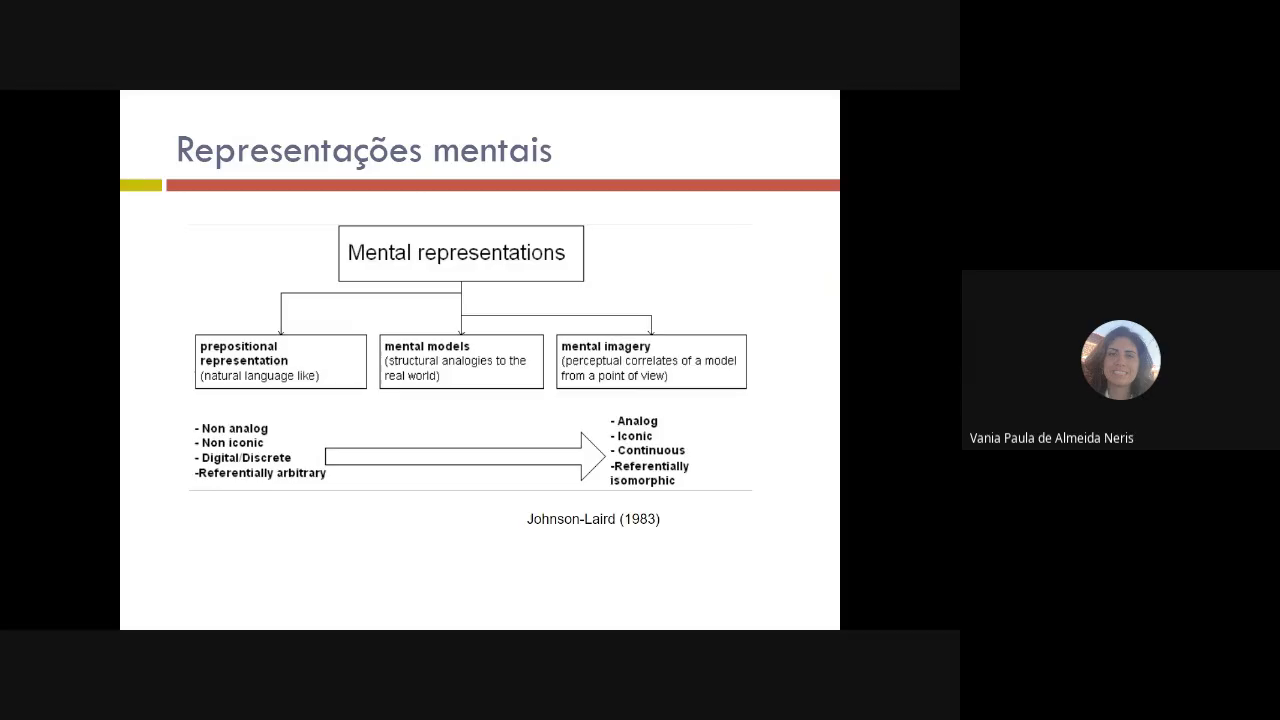 Representações mentais
Mental representations
prepositional
representation
(natural language like)
mental models
(structural analogies to the
real world)
mental imagery
(perceptual correlates of a model
from a point of view)
- Non analog
- Non iconic
- Digital/Discrete
-Referentially arbitrary
- Analog
- Iconic
- Continuous
-Referentially
isomorphic
Johnson-Laird (1983)
Vania Paula de Almeida Neris